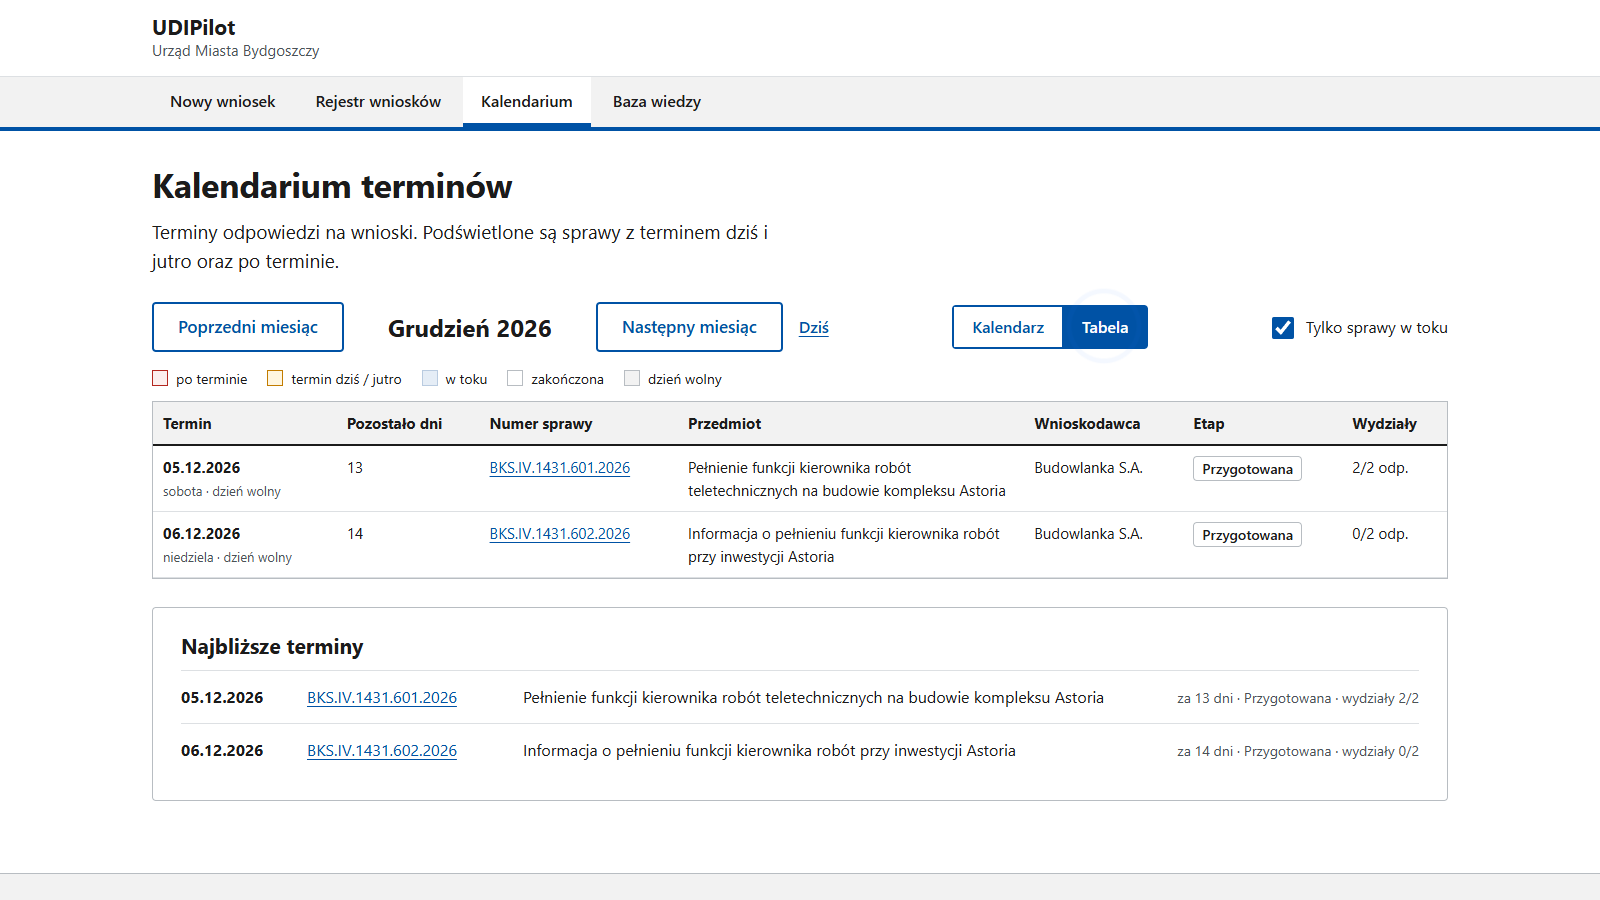 UDIPilot
Urząd Miasta Bydgoszczy
Nowy wniosek
Rejestr wniosków
Kalendarium
Baza wiedzy
Kalendarium terminów
Terminy odpowiedzi na wnioski. Podświetlone są sprawy z terminem dziś i
jutro oraz po terminie.
Poprzedni miesiąc
Grudzień 2026
Następny miesiąc
Dziś
Kalendarz
Tabela
Tylko sprawy w toku
po terminie
termin dziś / jutro
w toku
zakończona
dzień wolny
Termin
Pozostało dni
Numer sprawy
Przedmiot
Wnioskodawca
Etap
Wydziały
05.12.2026
sobota · dzień wolny
13
BKS.IV.1431.601.2026
Pełnienie funkcji kierownika robót
teletechnicznych na budowie kompleksu Astoria
Budowlanka S.A.
Przygotowana
2/2 odp.
06.12.2026
niedziela · dzień wolny
14
BKS.IV.1431.602.2026
Informacja o pełnieniu funkcji kierownika robót
przy inwestycji Astoria
Budowlanka S.A.
Przygotowana
0/2 odp.
Najbliższe terminy
05.12.2026
BKS.IV.1431.601.2026
Pełnienie funkcji kierownika robót teletechnicznych na budowie kompleksu Astoria
za 13 dni · Przygotowana · wydziały 2/2
06.12.2026
BKS.IV.1431.602.2026
Informacja o pełnieniu funkcji kierownika robót przy inwestycji Astoria
za 14 dni · Przygotowana · wydziały 0/2